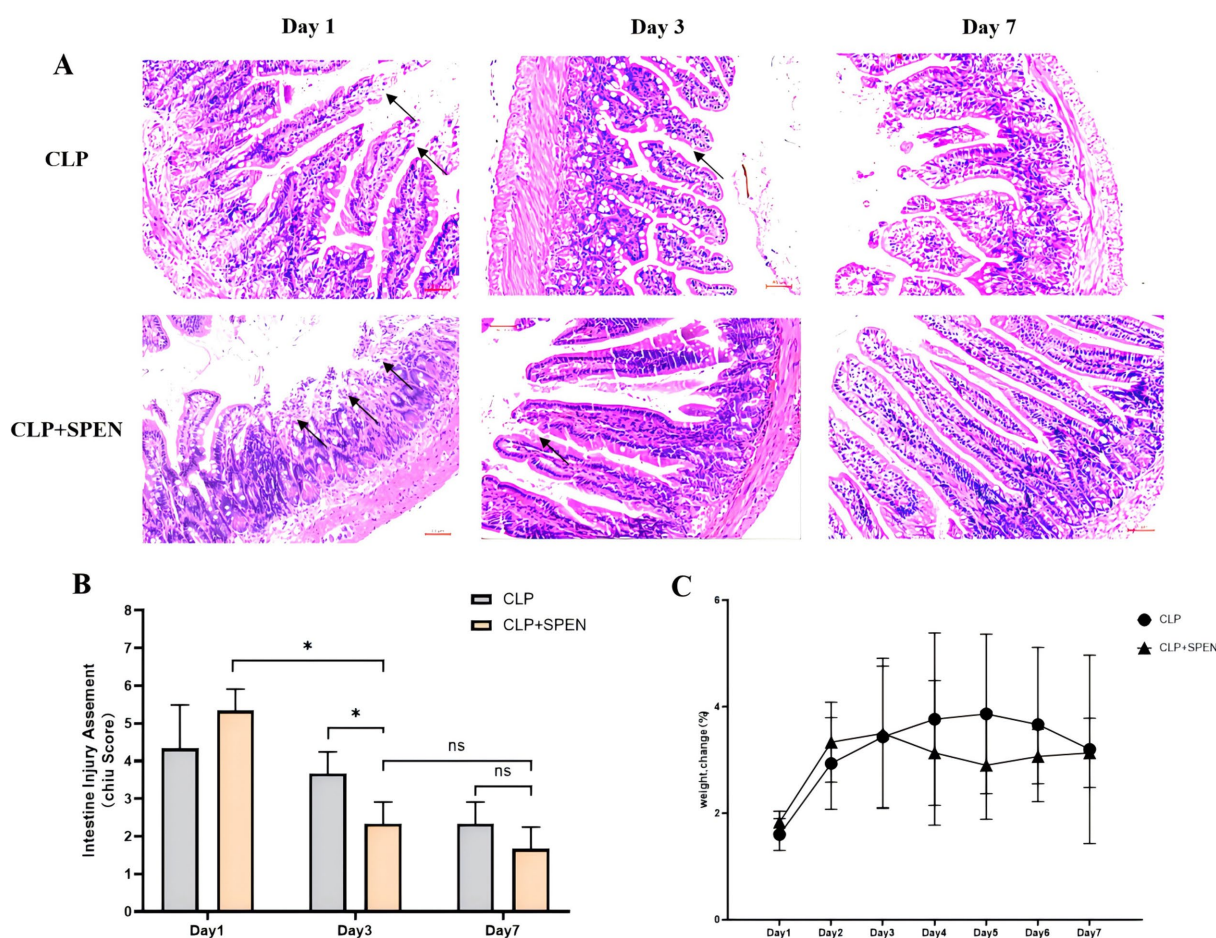 Day 1
Day 3
Day 7
A
CLP
CLP+SPEN
B
CLP
CLP+SPEN
Intestine Injury Assement
(chiu Score)
8
7
6
5
4
3
2
1
0
*
*
ns
ns
Day1
Day3
Day7
C
CLP
CLP+SPEN
weight.change(%)
6
4
2
0
Day1
Day2
Day3
Day4
Day5
Day6
Day7